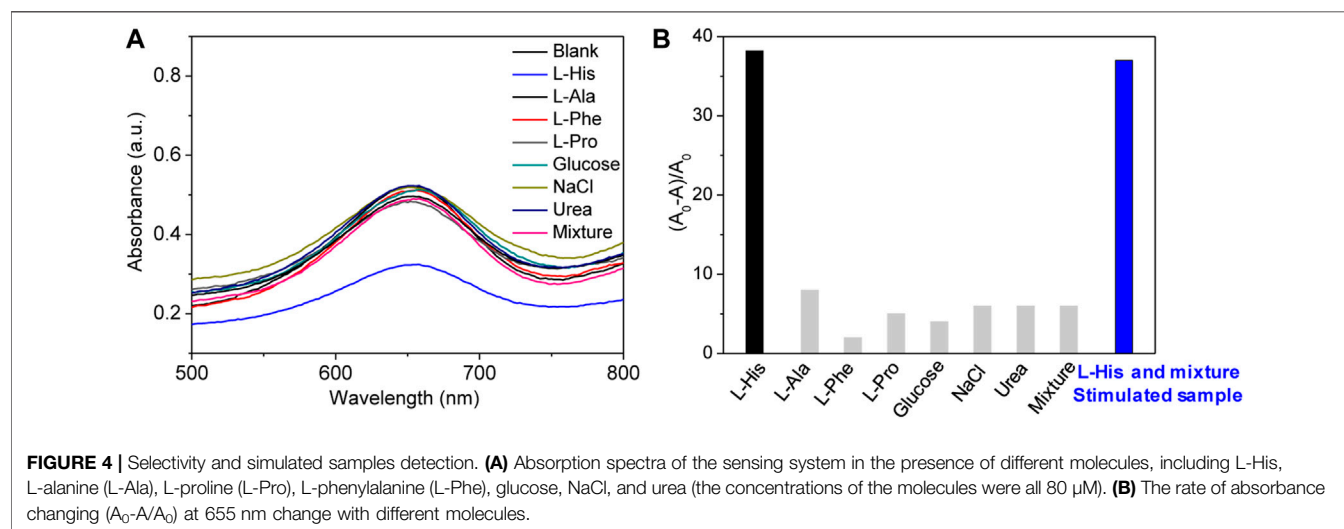 A
0.8
0.6
0.4
0.2
Absorbance (a.u.)
500 600 700 800
Wavelength (nm)
Blank
L-His
L-Ala
L-Phe
L-Pro
Glucose
NaCl
Urea
Mixture
B
40
30
20
10
0
(A₀-A)/A₀
L-His
L-Ala
L-Phe
L-Pro
Glucose
NaCl
Urea
Mixture
L-His and mixture
Stimulated sample
FIGURE 4 | Selectivity and simulated samples detection. (A) Absorption spectra of the sensing system in the presence of different molecules, including L-His,
L-alanine (L-Ala), L-proline (L-Pro), L-phenylalanine (L-Phe), glucose, NaCl, and urea (the concentrations of the molecules were all 80 µM). (B) The rate of absorbance
changing (A₀-A/A₀) at 655 nm change with different molecules.